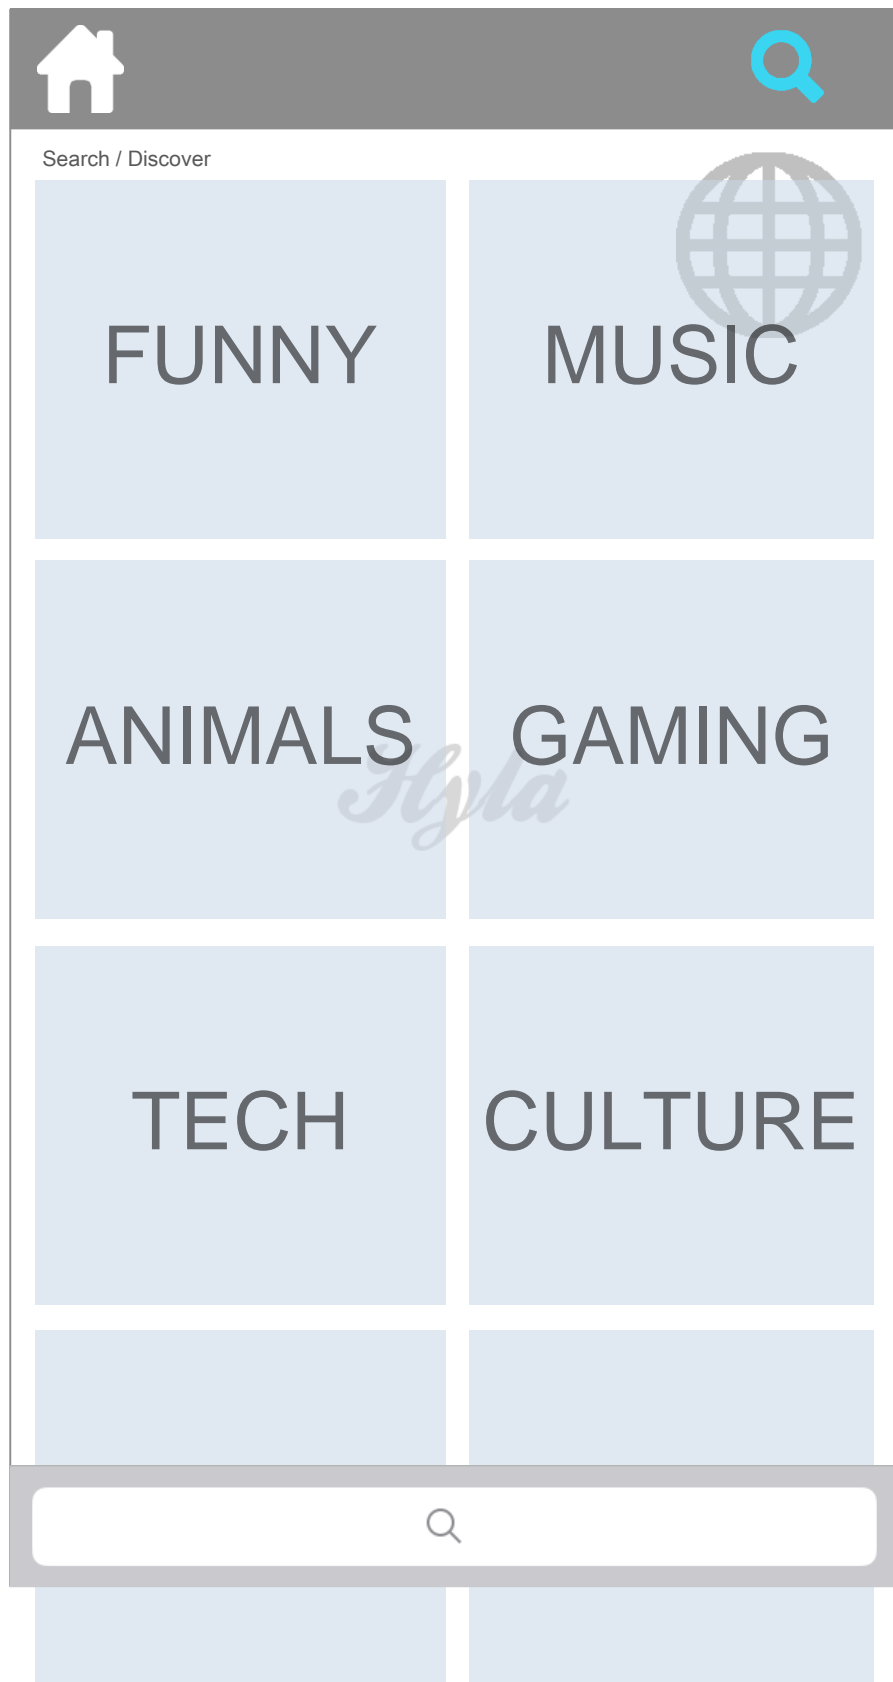 Search / Discover
FUNNY
MUSIC
ANIMALS
GAMING
Hyla
TECH
CULTURE